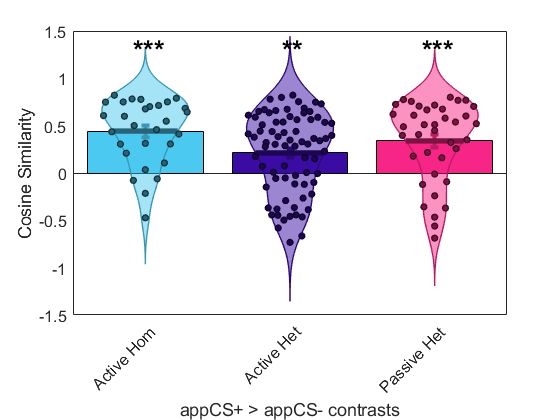 ***
**
***
1.5
1
0.5
0
-0.5
-1
-1.5
Cosine Similarity
Active Hom
Active Het
Passive Het
appCS+ > appCS- contrasts